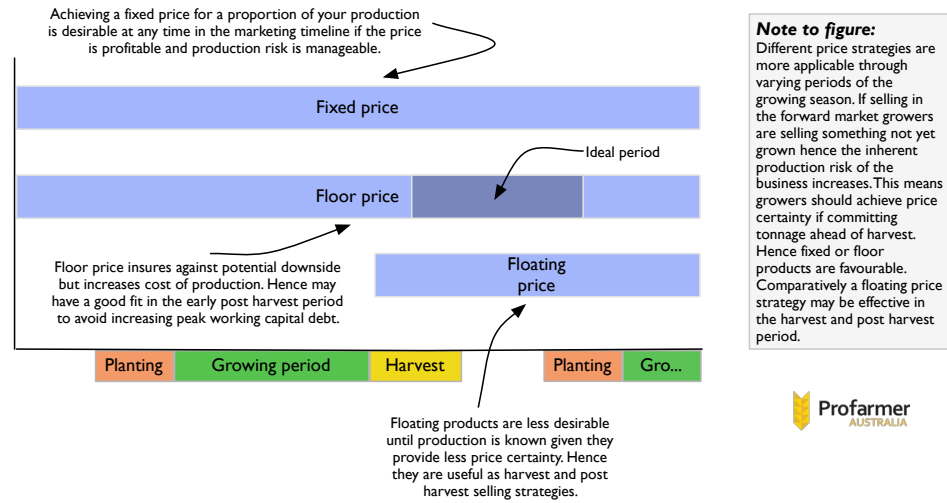 Achieving a fixed price for a proportion of your production
is desirable at any time in the marketing timeline if the price
is profitable and production risk is manageable.
Fixed price
Ideal period
Floor price
Floor price insures against potential downside
but increases cost of production. Hence may
have a good fit in the early post harvest period
to avoid increasing peak working capital debt.
Floating
price
Planting
Growing period
Harvest
Planting
Gro...
Floating products are less desirable
until production is known given they
provide less price certainty. Hence
they are useful as harvest and post
harvest selling strategies.
Note to figure:
Different price strategies are
more applicable through
varying periods of the
growing season. If selling in
the forward market growers
are selling something not yet
grown hence the inherent
production risk of the
business increases. This means
growers should achieve price
certainty if committing
tonnage ahead of harvest.
Hence fixed or floor
products are favourable.
Comparatively a floating price
strategy may be effective in
the harvest and post harvest
period.
Profarmer
AUSTRALIA